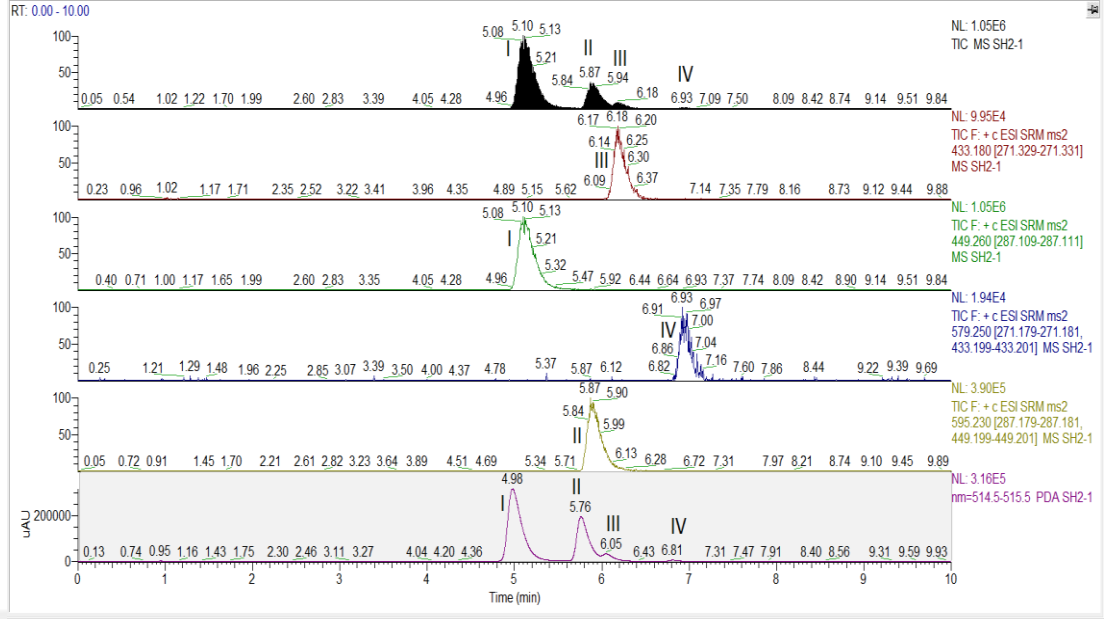 RT: 0.00 - 10.00
NL: 1.05E6
TIC MS SH2-1
100
50
I
II
III
IV
5.08 5.10 5.13
5.21
4.96
5.84 5.87 5.94
6.18
0.05 0.54 1.02 1.22 1.70 1.99 2.60 2.83 3.39 4.05 4.28 6.93 7.09 7.50 8.09 8.42 8.74 9.14 9.51 9.84
NL: 9.95E4
TIC F: + c ESI SRM ms2
433.180 [271.329-271.331]
MS SH2-1
100
50
III
6.17 6.18 6.20
6.14 6.25
6.30
6.09 6.37
0.23 0.96 1.02 1.17 1.71 2.35 2.52 3.22 3.41 3.96 4.35 4.89 5.15 5.62 7.14 7.35 7.79 8.16 8.73 9.12 9.44 9.88
NL: 1.05E6
TIC F: + c ESI SRM ms2
449.260 [287.109-287.111]
MS SH2-1
100
50
I
5.08 5.10 5.13
5.21
5.32
0.40 0.71 1.00 1.17 1.65 1.99 2.60 2.83 3.35 4.05 4.28 4.96 5.47 5.92 6.44 6.64 6.93 7.37 7.74 8.09 8.42 8.90 9.14 9.51 9.84
NL: 1.94E4
TIC F: + c ESI SRM ms2
579.250 [271.179-271.181,
433.199-433.201] MS SH2-1
100
50
IV
6.91 6.93 6.97
7.00
6.86 7.04
6.82 7.16
0.25 1.21 1.29 1.48 1.96 2.25 2.85 3.07 3.39 3.50 4.00 4.37 4.78 5.37 5.87 6.12 7.60 7.86 8.44 9.22 9.39 9.69
NL: 3.90E5
TIC F: + c ESI SRM ms2
595.230 [287.179-287.181,
449.199-449.201] MS SH2-1
100
50
II
5.87 5.90
5.84 5.99
6.13
0.05 0.72 0.91 1.45 1.70 2.21 2.61 2.82 3.23 3.64 3.89 4.51 4.69 5.34 5.71 6.28 6.72 7.31 7.97 8.21 8.74 9.10 9.45 9.89
NL: 3.16E5
nm=514.5-515.5 PDA SH2-1
uAU
200000
0
I
II
III
IV
4.98
5.76
6.05
0.13 0.74 0.95 1.16 1.43 1.75 2.30 2.46 3.11 3.27 4.04 4.20 4.36 6.43 6.81 7.31 7.47 7.91 8.40 8.56 9.31 9.59 9.93
0 1 2 3 4 5 6 7 8 9 10
Time (min)